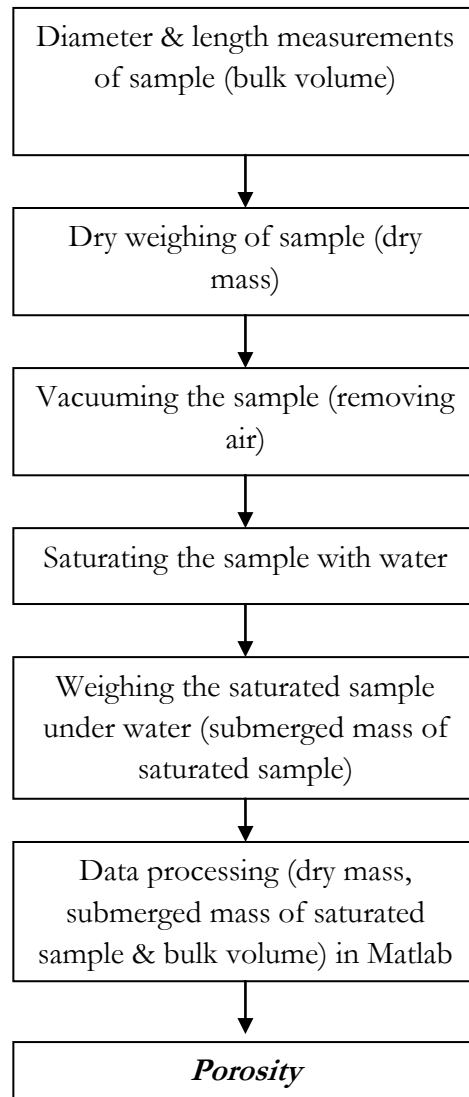 Diameter & length measurements
of sample (bulk volume)
Dry weighing of sample (dry
mass)
Vacuuming the sample (removing
air)
Saturating the sample with water
Weighing the saturated sample
under water (submerged mass of
saturated sample)
Data processing (dry mass,
submerged mass of saturated
sample & bulk volume) in Matlab
Porosity